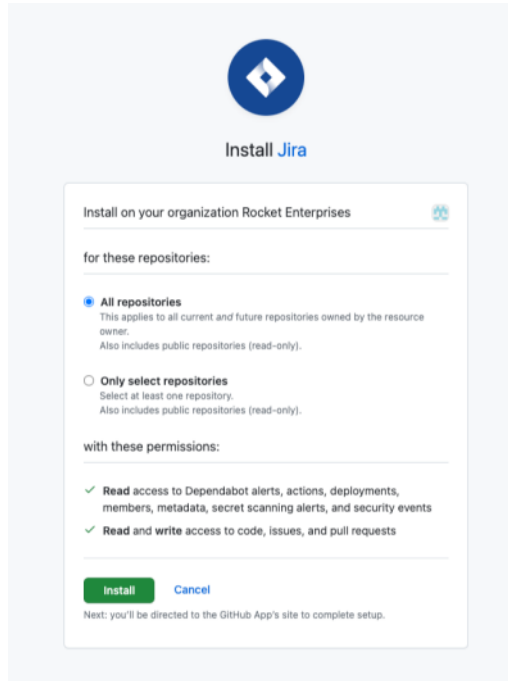 Install Jira
Install on your organization Rocket Enterprises
for these repositories:
All repositories
This applies to all current and future repositories owned by the resource
owner.
Also includes public repositories (read-only).
Only select repositories
Select at least one repository.
Also includes public repositories (read-only).
with these permissions:
Read access to Dependabot alerts, actions, deployments,
members, metadata, secret scanning alerts, and security events
Read and write access to code, issues, and pull requests
Install
Cancel
Next: you'll be directed to the GitHub App's site to complete setup.